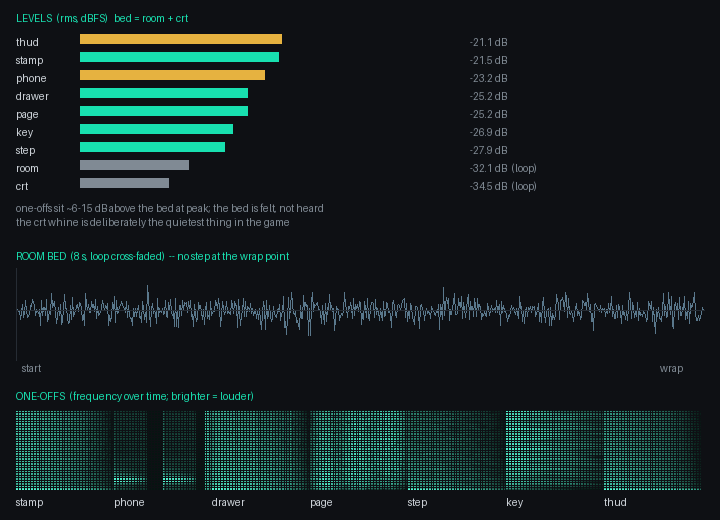 LEVELS (rms, dBFS) bed = room + crt
thud -21.1 dB
stamp -21.5 dB
phone -23.2 dB
drawer -25.2 dB
page -25.2 dB
key -26.9 dB
step -27.9 dB
room -32.1 dB (loop)
crt -34.5 dB (loop)
one-offs sit ~6-15 dB above the bed at peak; the bed is felt, not heard
the crt whine is deliberately the quietest thing in the game
ROOM BED (8 s, loop cross-faded) -- no step at the wrap point
start wrap
ONE-OFFS (frequency over time; brighter = louder)
stamp phone drawer page step key thud